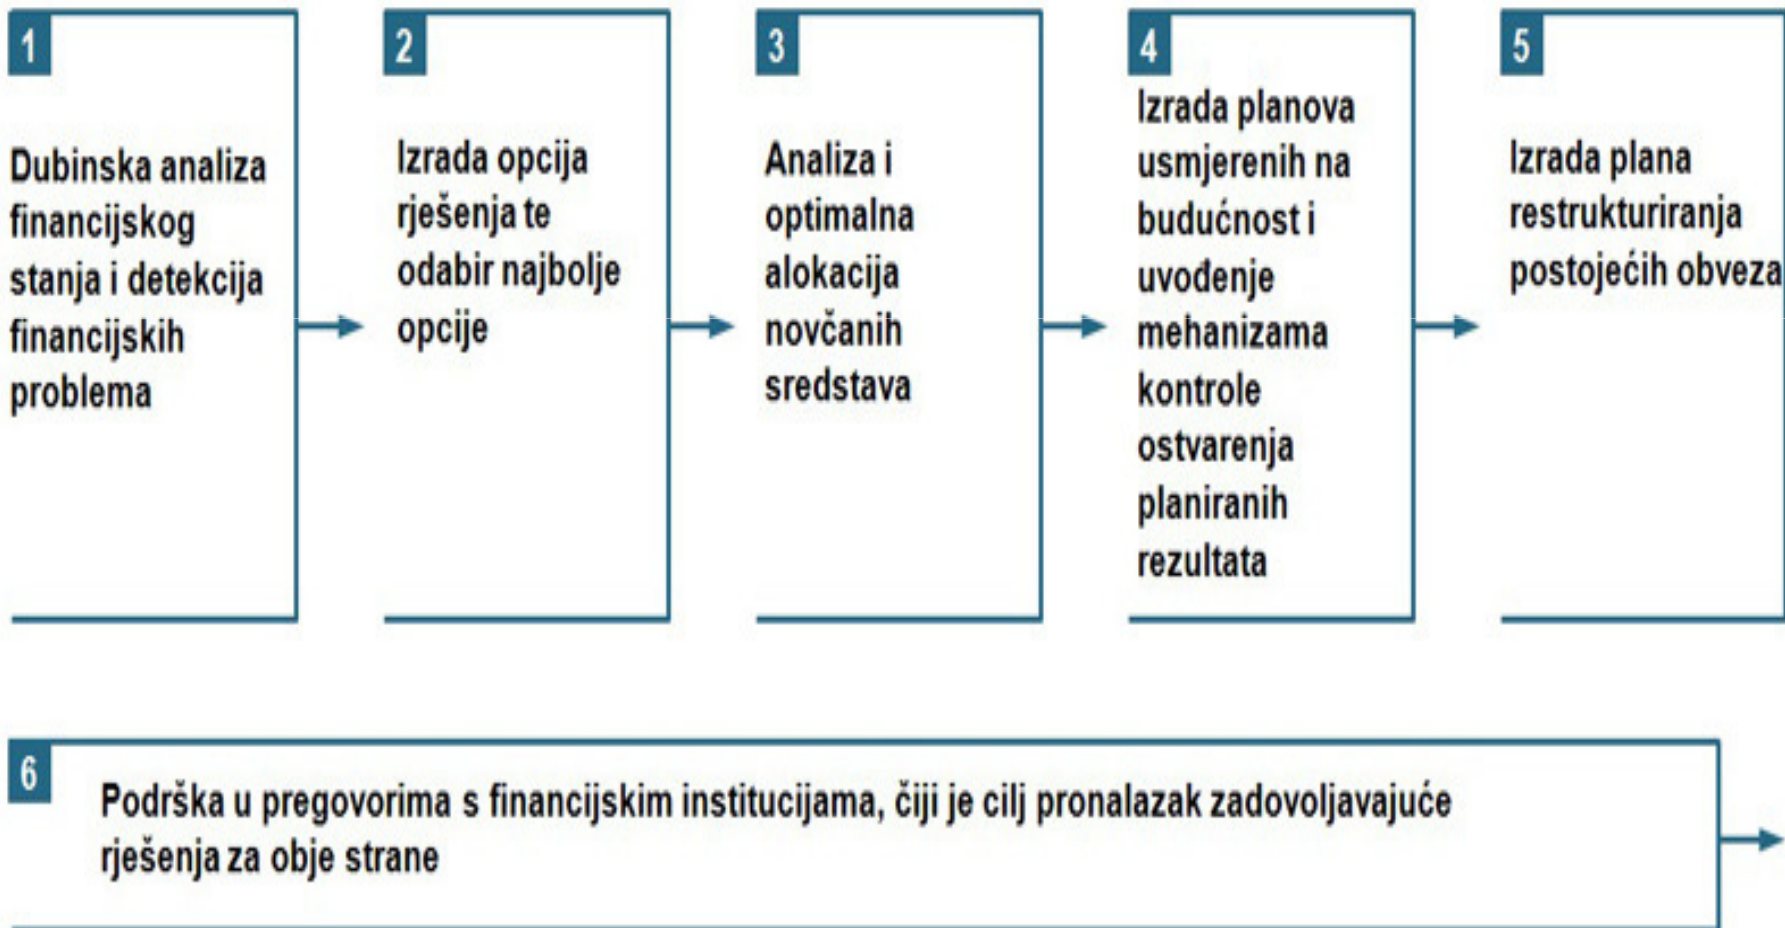 1
Dubinska analiza
financijskog
stanja i detekcija
financijskih
problema
2
Izrada opcija
rješenja te
odabir najbolje
opcije
3
Analiza i
optimalna
alokacija
novčanih
sredstava
4
Izrada planova
usmjerenih na
budućnost i
uvođenje
mehanizama
kontrole
ostvarenja
planiranih
rezultata
5
Izrada plana
restrukturiranja
postojećih obveza
6
Podrška u pregovorima s financijskim institucijama, čiji je cilj pronalazak zadovoljavajuće
rješenja za obje strane